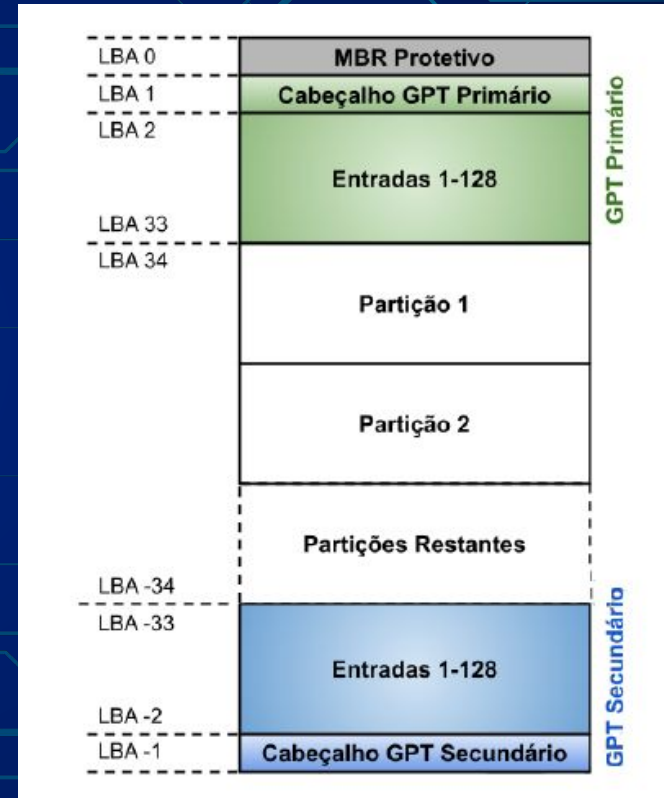 LBA 0
MBR Protetivo
LBA 1
Cabeçalho GPT Primário
LBA 2
Entradas 1-128
LBA 33
GPT Primário
LBA 34
Partição 1
Partição 2
Partições Restantes
LBA -34
LBA -33
Entradas 1-128
LBA -2
LBA -1
Cabeçalho GPT Secundário
GPT Secundário